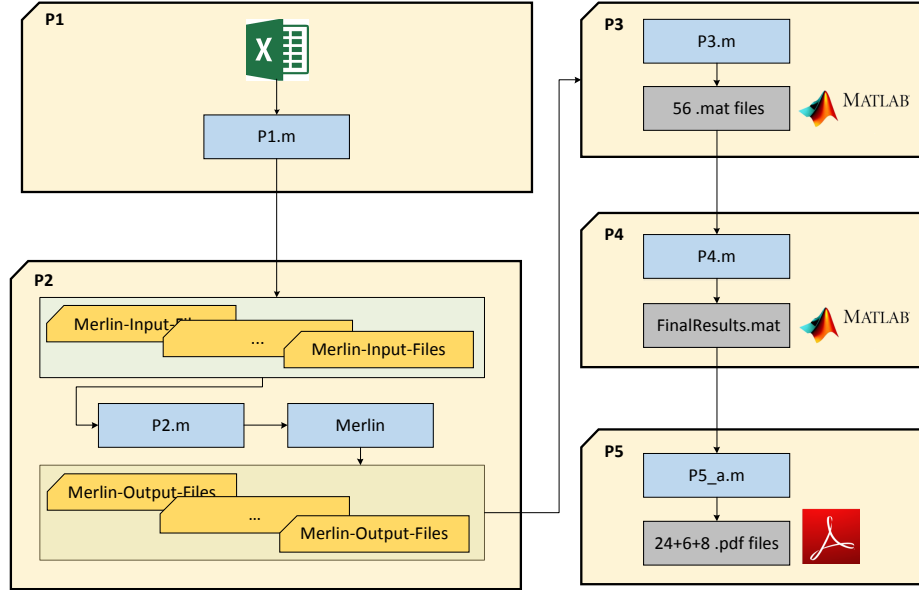 P1
X
P1.m
P2
Merlin-Input-File
...
Merlin-Input-Files
P2.m
Merlin
Merlin-Output-Files
...
Merlin-Output-Files
P3
P3.m
56 .mat files
MATLAB
P4
P4.m
FinalResults.mat
MATLAB
P5
P5_a.m
24+6+8 .pdf files